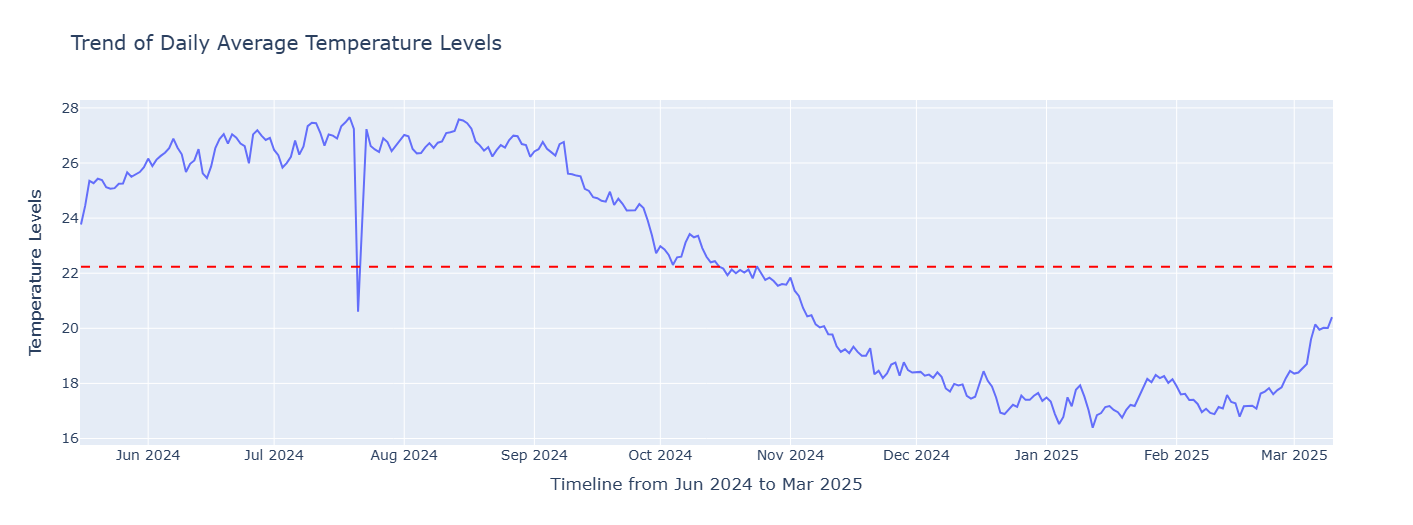 Trend of Daily Average Temperature Levels
Temperature Levels
28
26
24
22
20
18
16
Jun 2024 Jul 2024 Aug 2024 Sep 2024 Oct 2024 Nov 2024 Dec 2024 Jan 2025 Feb 2025 Mar 2025
Timeline from Jun 2024 to Mar 2025